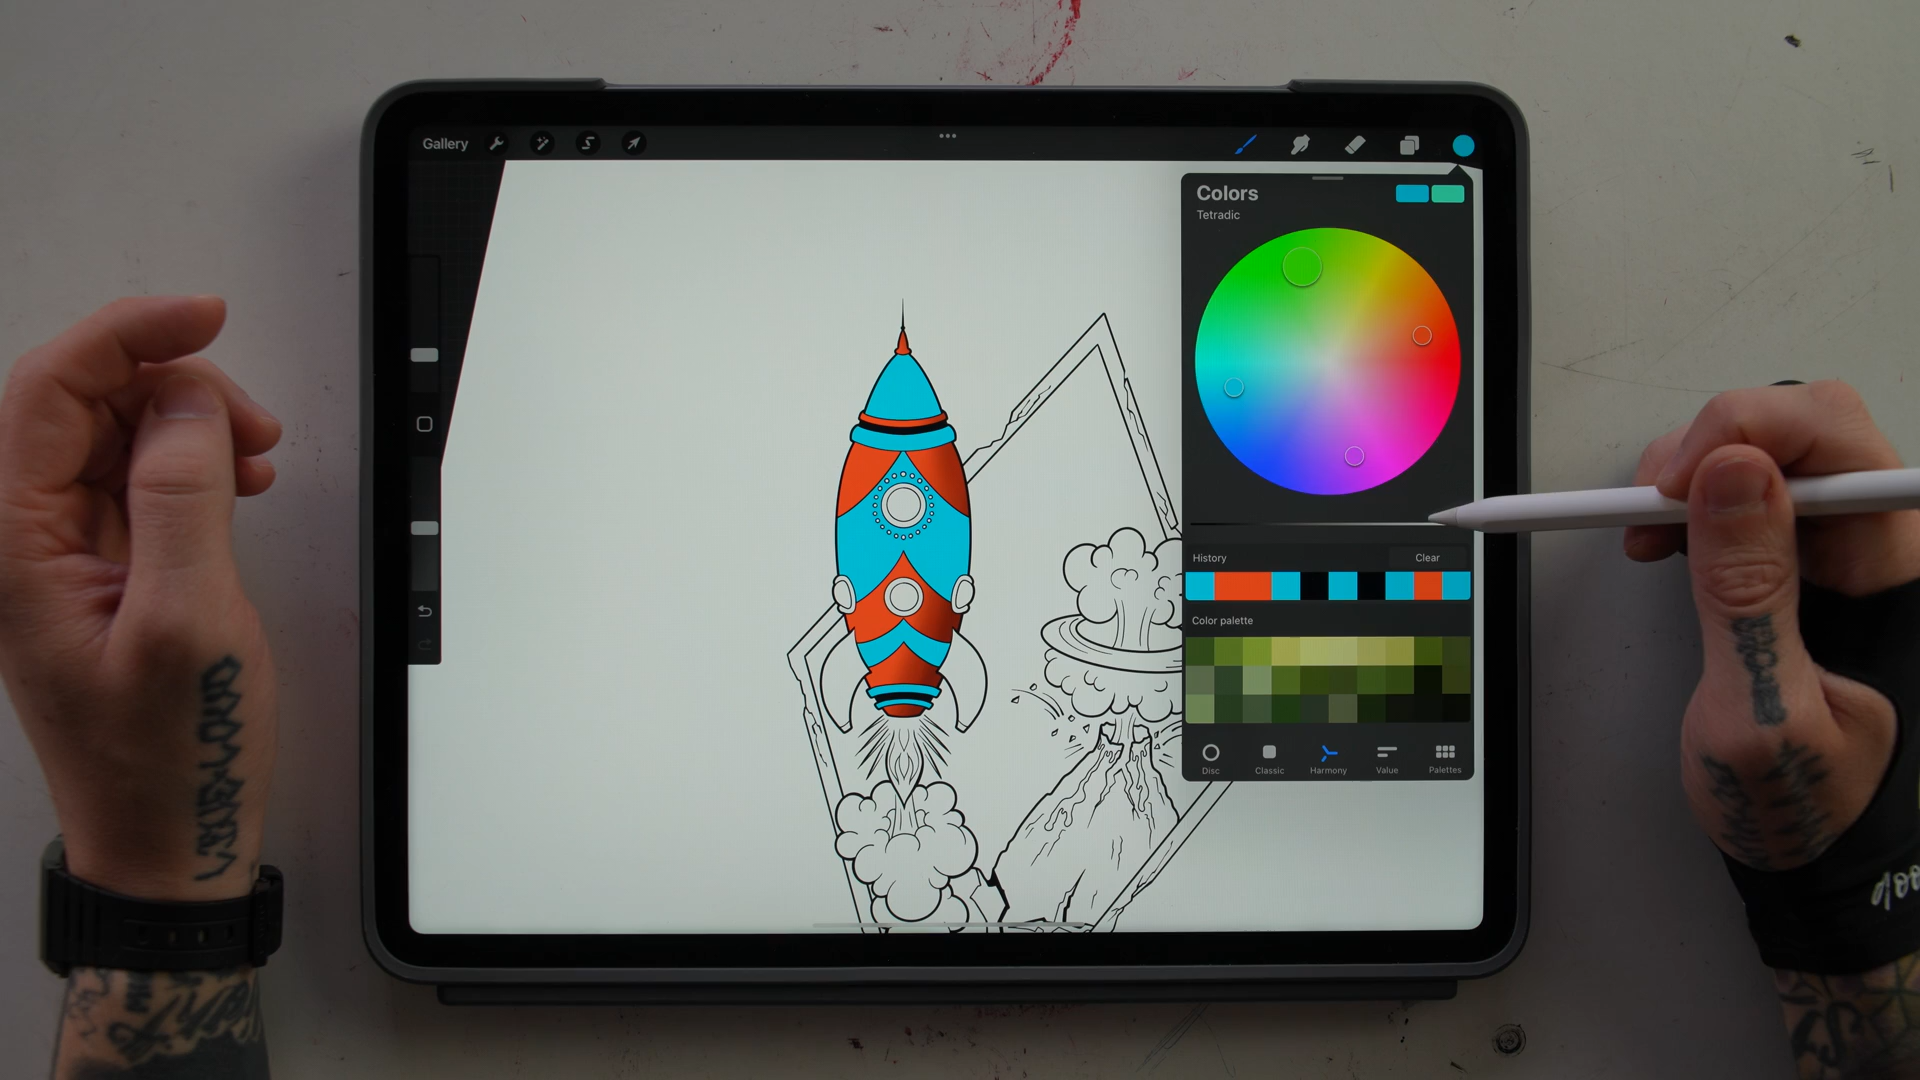 Gallery
Colors
Tetradic
History
Clear
Color palette
Disc
Classic
Harmony
Value
Palettes